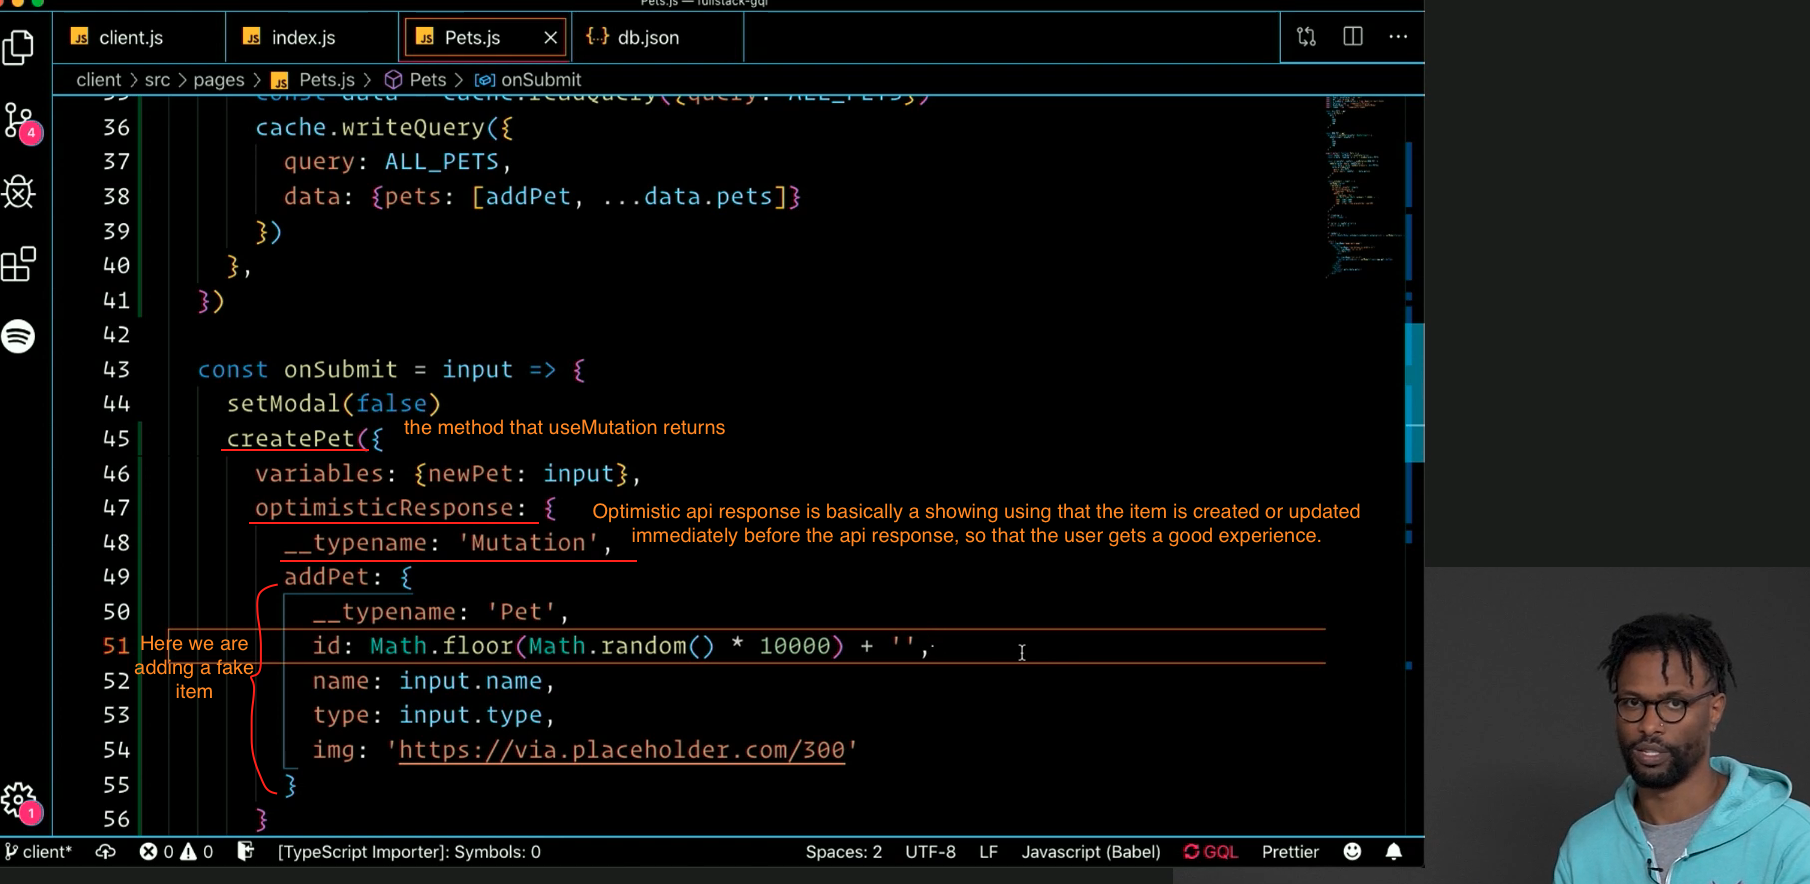 Pets.js — fullstack-gql
client.js
index.js
Pets.js
db.json
client > src > pages > Pets.js > Pets > onSubmit
35 const data = cache.readQuery({query: ALL_PETS})
36 cache.writeQuery({
37 query: ALL_PETS,
38 data: {pets: [addPet, ...data.pets]}
39 })
40 },
41 })
42
43 const onSubmit = input => {
44 setModal(false)
the method that useMutation returns
45 createPet({
46 variables: {newPet: input},
47 optimisticResponse: {
Optimistic api response is basically a showing using that the item is created or updated
immediately before the api response, so that the user gets a good experience.
48 __typename: 'Mutation',
49 addPet: {
50 __typename: 'Pet',
51 id: Math.floor(Math.random() * 10000) + '',
Here we are
adding a fake
item
52 name: input.name,
53 type: input.type,
54 img: 'https://via.placeholder.com/300'
55 }
56 }
4
1
client* 0 0 [TypeScript Importer]: Symbols: 0 Spaces: 2 UTF-8 LF Javascript (Babel) GQL Prettier